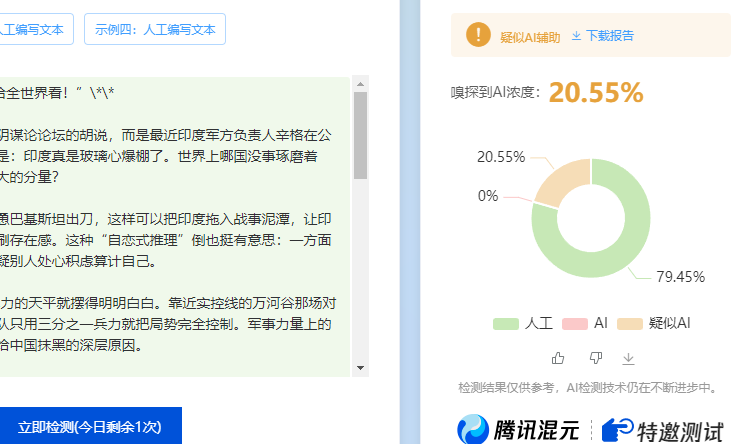 人工编写文本
示例四：人工编写文本
给全世界看！”\*\*
阴谋论论坛的胡说，而是最近印度军方负责人辛格在公
是：印度真是玻璃心爆棚了。世界上哪国没事琢磨着
大的分量？
恿巴基斯坦出刀，这样可以把印度拖入战事泥潭，让印
刷存在感。这种“自恋式推理”倒也挺有意思：一方面
疑别人处心积虑算计自己。
力的天平就摆得明明白白。靠近实控线的万河谷那场对
队只用三分之一兵力就把局势完全控制。军事力量上的
给中国抹黑的深层原因。
立即检测(今日剩余1次)
疑似AI辅助
下载报告
嗅探到AI浓度：20.55%
20.55%
0%
79.45%
人工 AI 疑似AI
检测结果仅供参考，AI检测技术仍在不断进步中。
腾讯混元 特邀测试